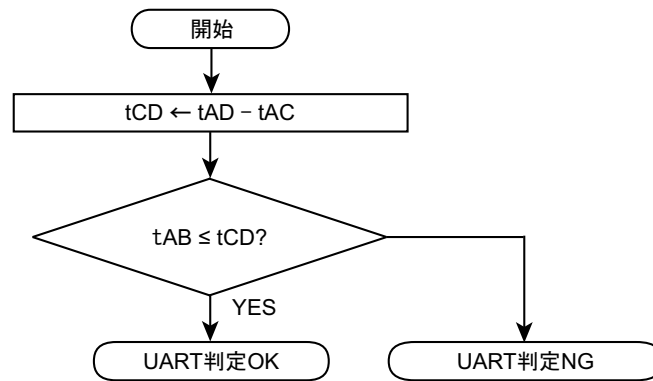 開始
tCD ← tAD − tAC
tAB ≤ tCD?
YES
UART判定OK
UART判定NG